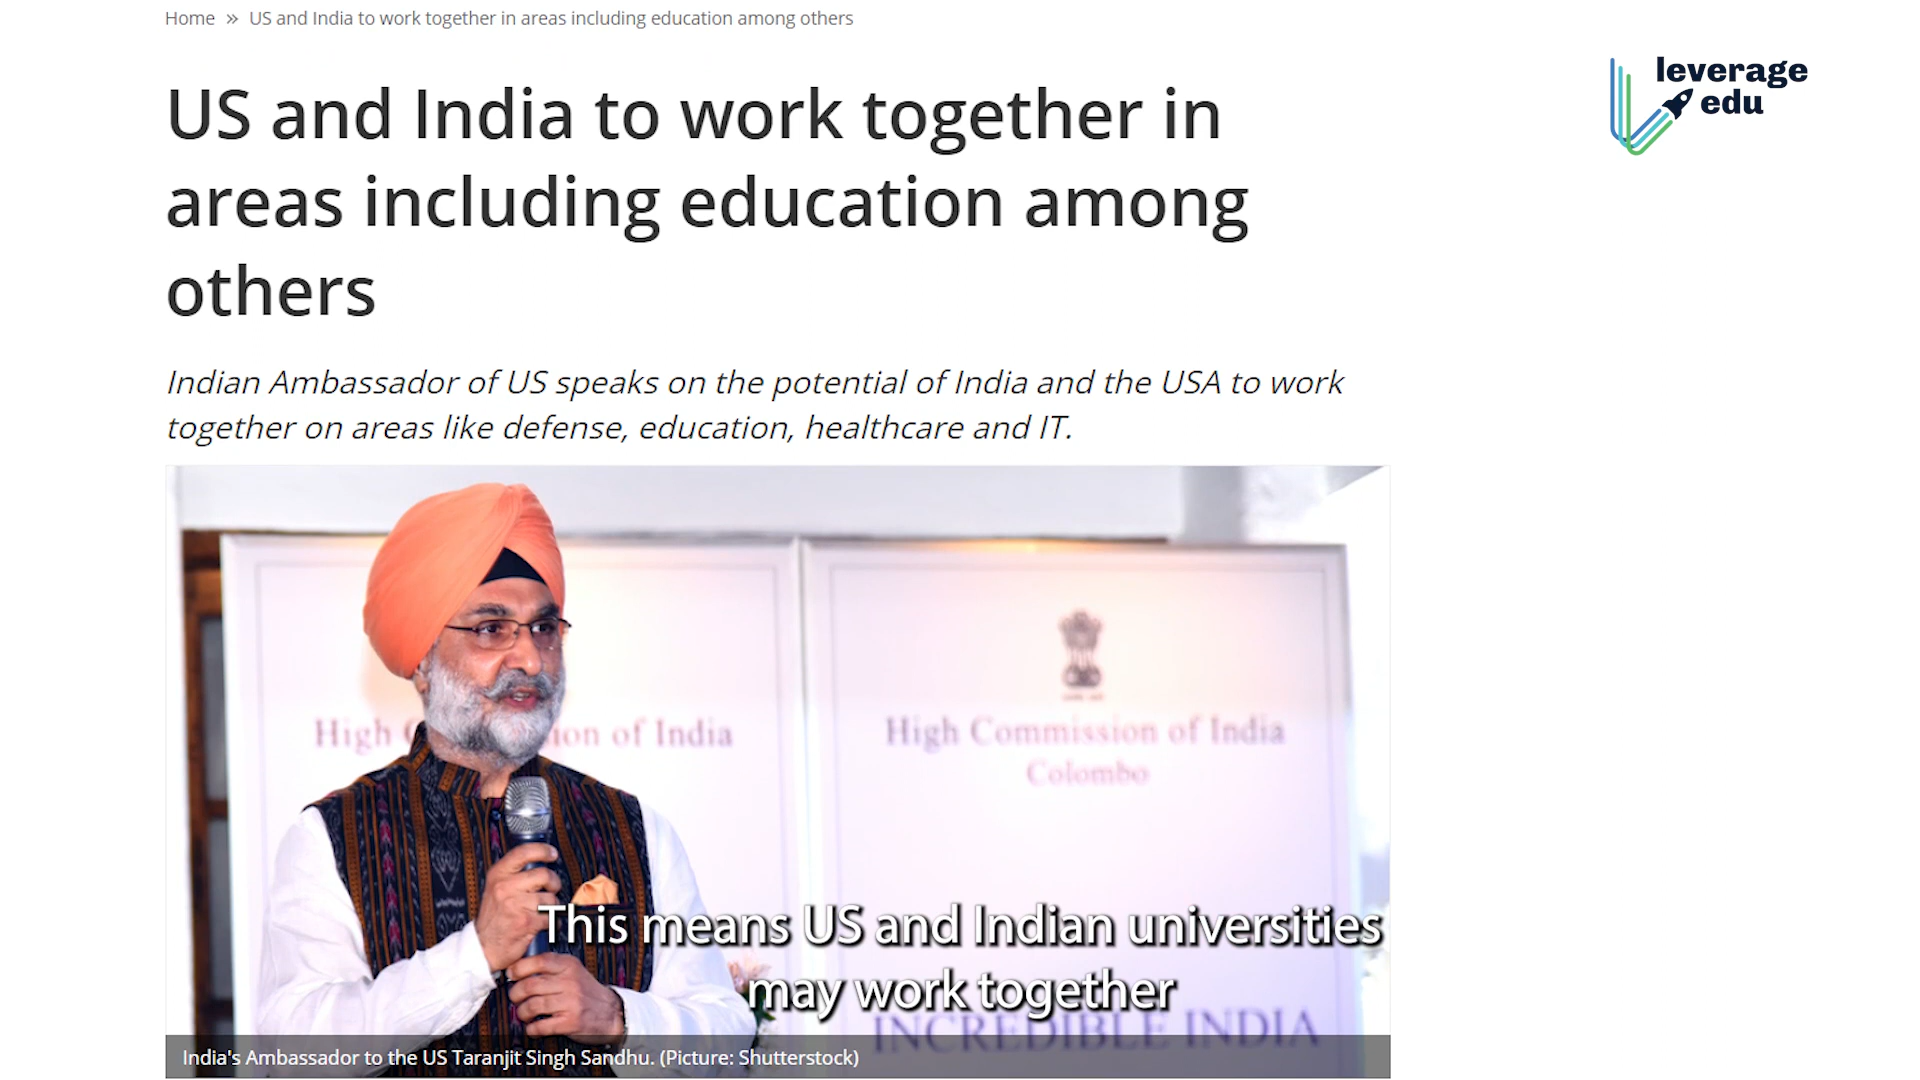 Home » US and India to work together in areas including education among others
leverage
edu
US and India to work together in
areas including education among
others
Indian Ambassador of US speaks on the potential of India and the USA to work
together on areas like defense, education, healthcare and IT.
High ion of India
High Commission of India
Colombo
This means US and Indian universities
may work together
INCREDIBLE INDIA
India's Ambassador to the US Taranjit Singh Sandhu. (Picture: Shutterstock)